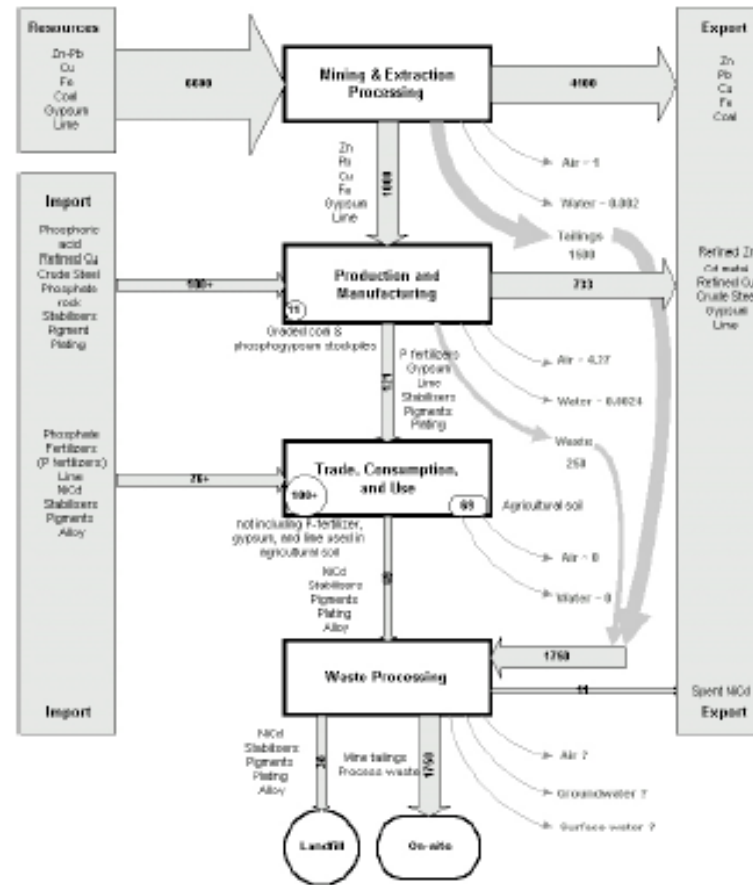 Resources
Zn-Pb
Cu
Fe
Coal
Gypsum
Lime
Mining & Extraction
Processing
4100
Export
Zn
Pb
Cu
Fe
Coal
Zn
Pb
Cu
Fe
Gypsum
Lime
Air – 1
Water – 0.002
Tailings
1500
Import
Phosphoric
acid
Refined Cu
Crude Steel
Phosphate
rock
Stabilisers
Pigment
Plating
100+
Production and
Manufacturing
11
733
Refined Zn
Cd metal
Refined Cu
Crude Steel
Gypsum
Lime
Graded coal &
phosphogypsum stockpiles
121
P fertilizers
Gypsum
Lime
Stabilisers
Pigments
Plating
Water – 0.0024
Waste
250
Phosphate
Fertilizers
(P fertilizers)
Lime
NiCd
Stabilisers
Pigments
Alloy
Trade, Consumption,
and Use
100+
Agricultural soil
not including P-fertilizer,
gypsum, and lime used in
agricultural soil
Air – 0
Water – 0
NiCd
Stabilisers
Pigments
Plating
Alloy
1750
Waste Processing
11
Spent NiCd
Import
Export
NiCd
Stabilisers
Pigments
Plating
Alloy
Mine tailings
Process waste
1750
Air ?
Groundwater ?
Surface water ?
Landfill
On-site